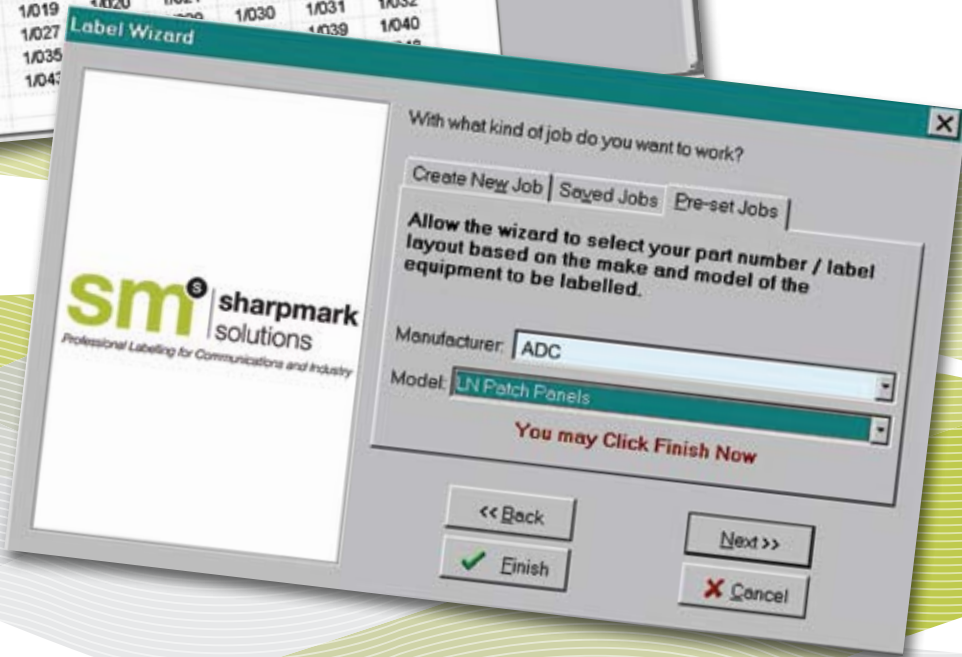 1/019 1/020
1/027 1/030 1/031 1/032
1/035 1/039 1/040
Label Wizard
With what kind of job do you want to work?
Create New Job Saved Jobs Pre-set Jobs
Allow the wizard to select your part number / label
layout based on the make and model of the
equipment to be labelled.
sms sharpmark
solutions
Professional Labelling for Communications and Industry
Manufacturer: ADC
Model: LN Patch Panels
You may Click Finish Now
<< Back Next >>
Finish Cancel